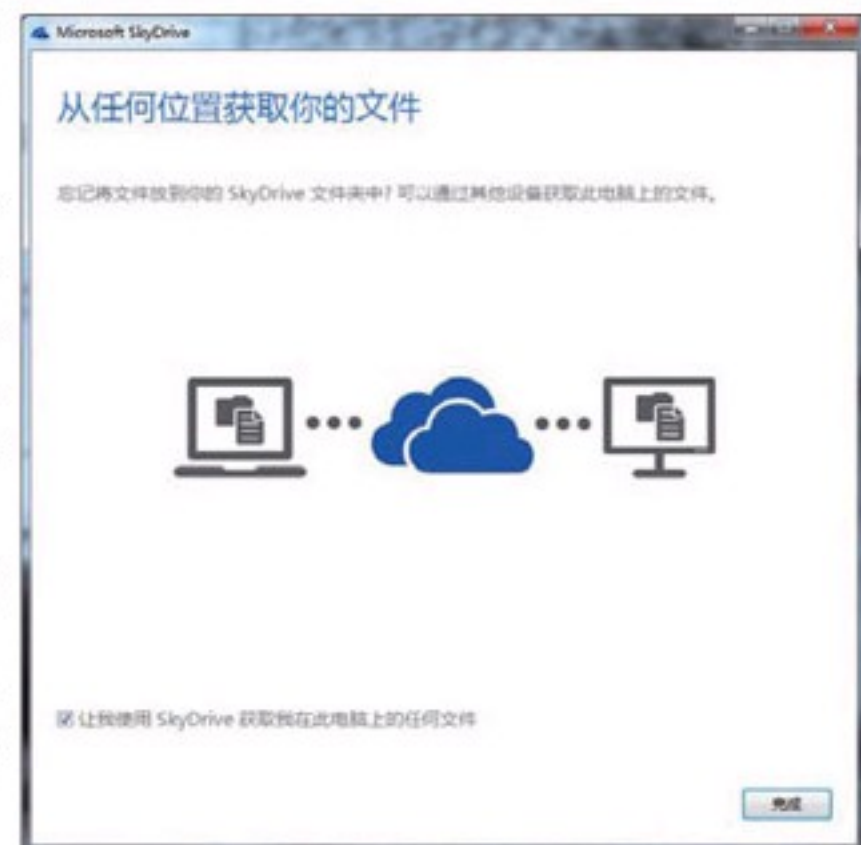 Microsoft SkyDrive
从任何位置获取你的文件
忘记将文件放到你的 SkyDrive 文件夹中? 可以通过其他设备获取此电脑上的文件。
让我使用 SkyDrive 获取我在此电脑上的任何文件
完成